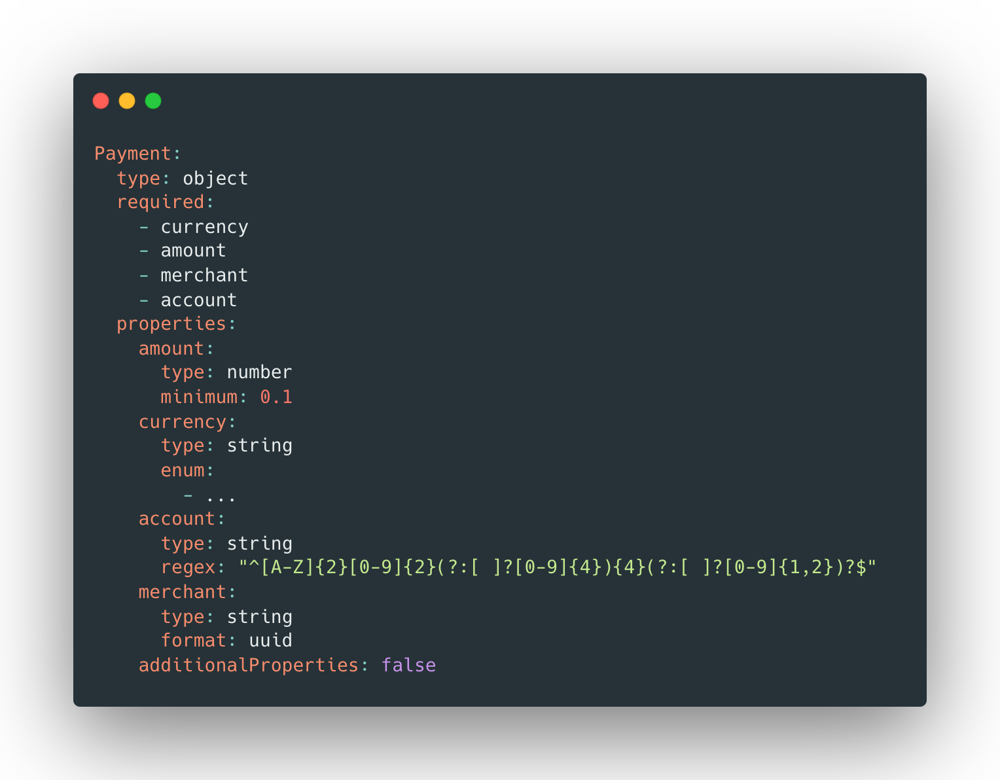 Payment:
  type: object
  required:
    - currency
    - amount
    - merchant
    - account
  properties:
    amount:
      type: number
      minimum: 0.1
    currency:
      type: string
      enum:
        - ...
    account:
      type: string
      regex: "^[A-Z]{2}[0-9]{2}(?:[ ]?[0-9]{4}){4}(?:[ ]?[0-9]{1,2})?$"
    merchant:
      type: string
      format: uuid
    additionalProperties: false